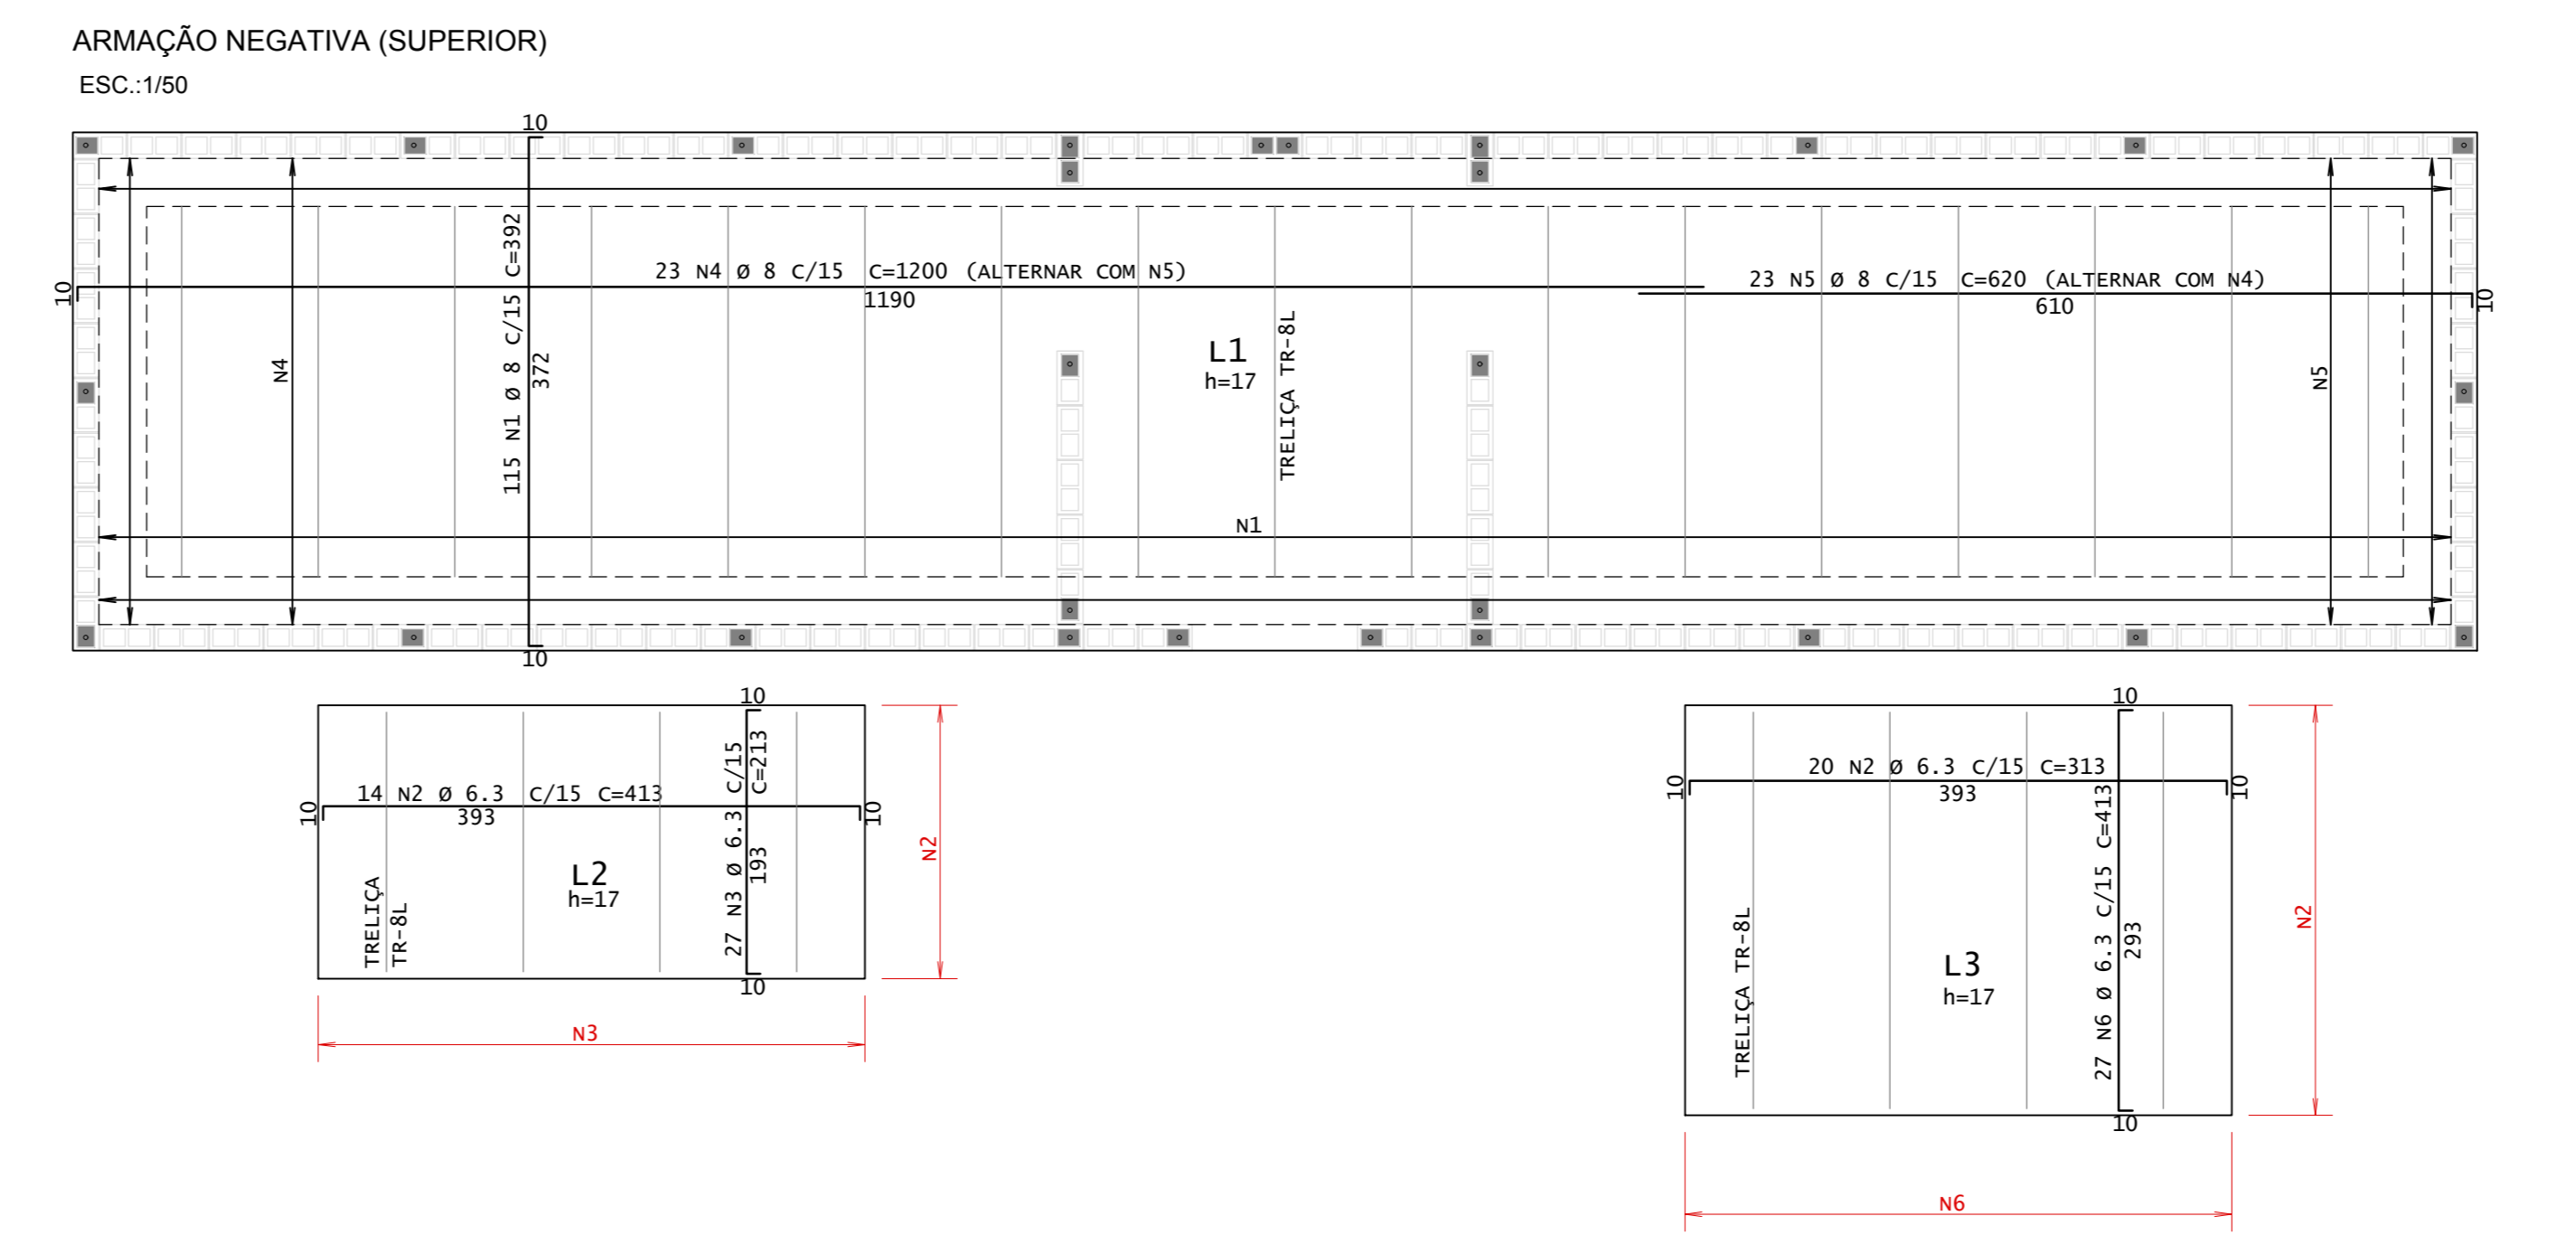 ARMAÇÃO NEGATIVA (SUPERIOR)
ESC.:1/50
10
10
N4
115 N1 Ø 8 C/15 C=392
372
23 N4 Ø 8 C/15 C=1200 (ALTERNAR COM N5)
1190
L1
h=17
TRELIÇA TR-8L
23 N5 Ø 8 C/15 C=620 (ALTERNAR COM N4)
610
10
N5
N1
10
10
14 N2 Ø 6.3 C/15 C=413
393
10
10
27 N3 Ø 6.3 C/15
C=213
193
L2
h=17
TRELIÇA
TR-8L
10
N2
N3
10
20 N2 Ø 6.3 C/15 C=313
393
10
10
27 N6 Ø 6.3 C/15 C=413
293
L3
h=17
TRELIÇA TR-8L
10
N2
N6